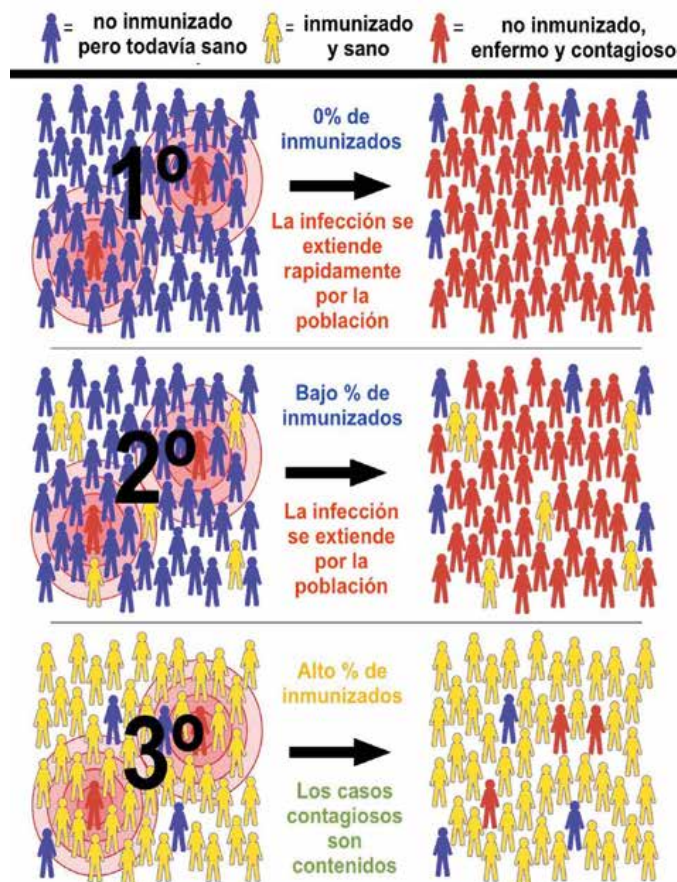 = no inmunizado
pero todavía sano
= inmunizado
y sano
= no inmunizado,
enfermo y contagioso
1º
0% de
inmunizados
La infección se
extiende
rapidamente
por la
población
2º
Bajo % de
inmunizados
La infección
se extiende
por la
población
3º
Alto % de
inmunizados
Los casos
contagiosos
son
contenidos